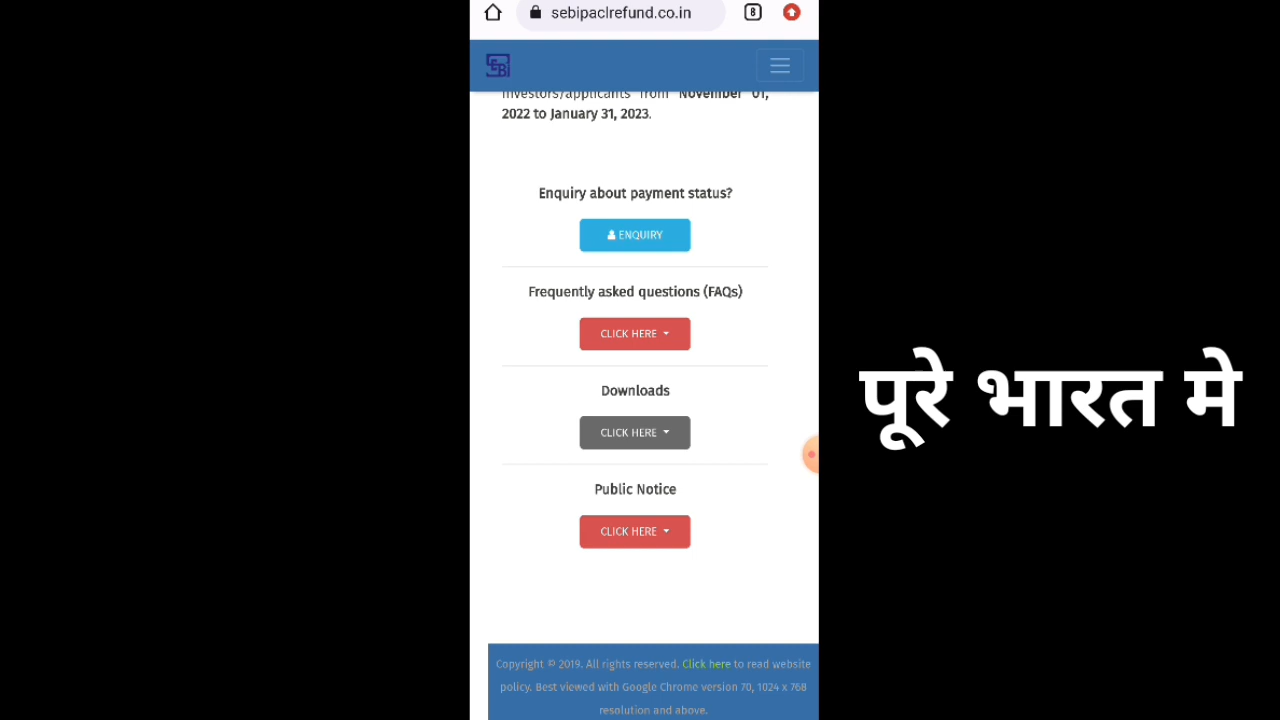 sebipaclrefund.co.in
8
SEBI
investors/applicants from November 01,
2022 to January 31, 2023.
Enquiry about payment status?
ENQUIRY
Frequently asked questions (FAQs)
CLICK HERE
Downloads
CLICK HERE
Public Notice
CLICK HERE
Copyright © 2019. All rights reserved. Click here to read website
policy. Best viewed with Google Chrome version 70, 1024 x 768
resolution and above.
पूरे भारत मे